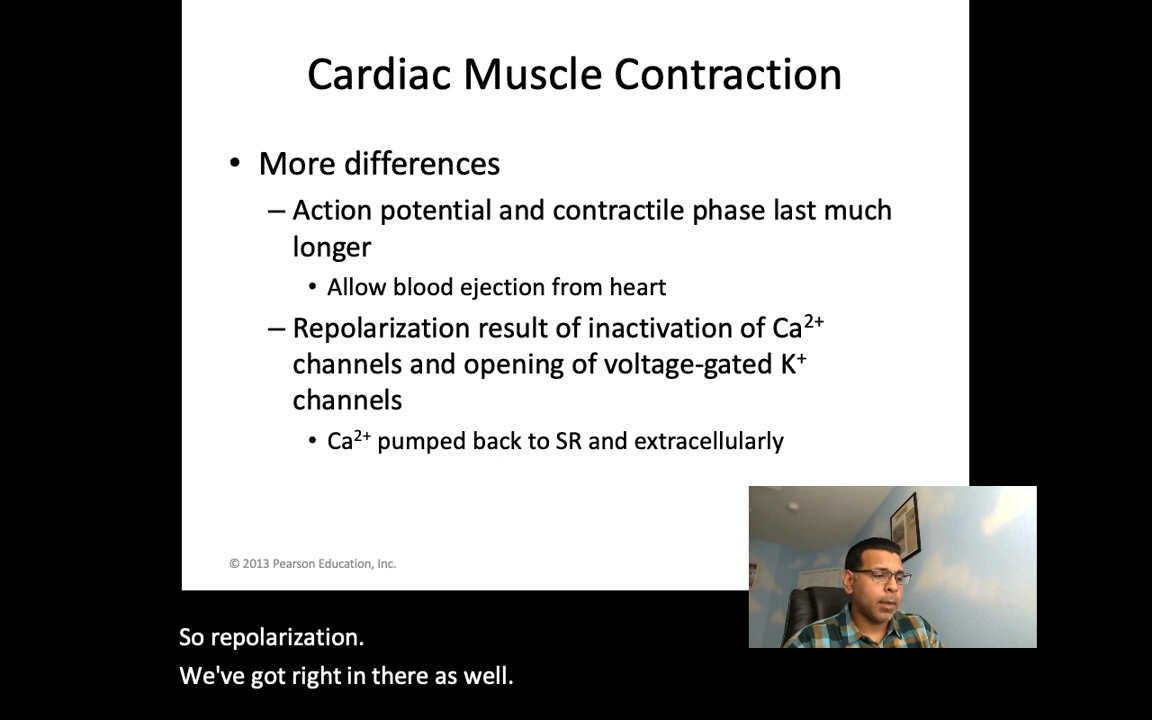 Cardiac Muscle Contraction
• More differences
– Action potential and contractile phase last much
longer
• Allow blood ejection from heart
– Repolarization result of inactivation of Ca²⁺
channels and opening of voltage-gated K⁺
channels
• Ca²⁺ pumped back to SR and extracellularly
© 2013 Pearson Education, Inc.
So repolarization.
We've got right in there as well.